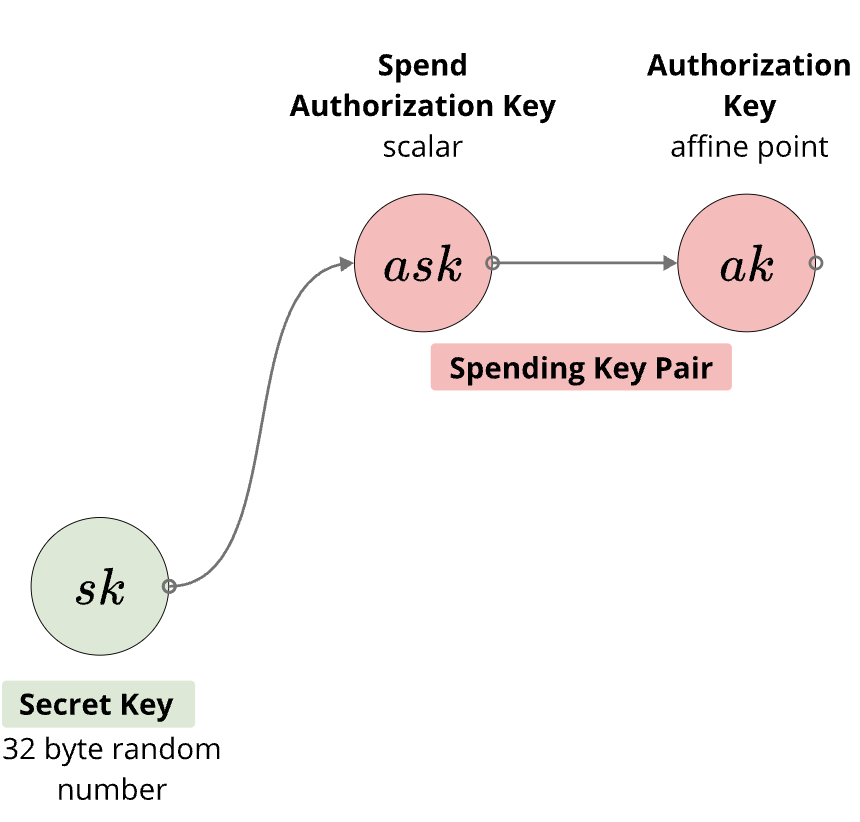 Spend
Authorization Key
scalar
Authorization
Key
affine point
ask
ak
Spending Key Pair
sk
Secret Key
32 byte random
number